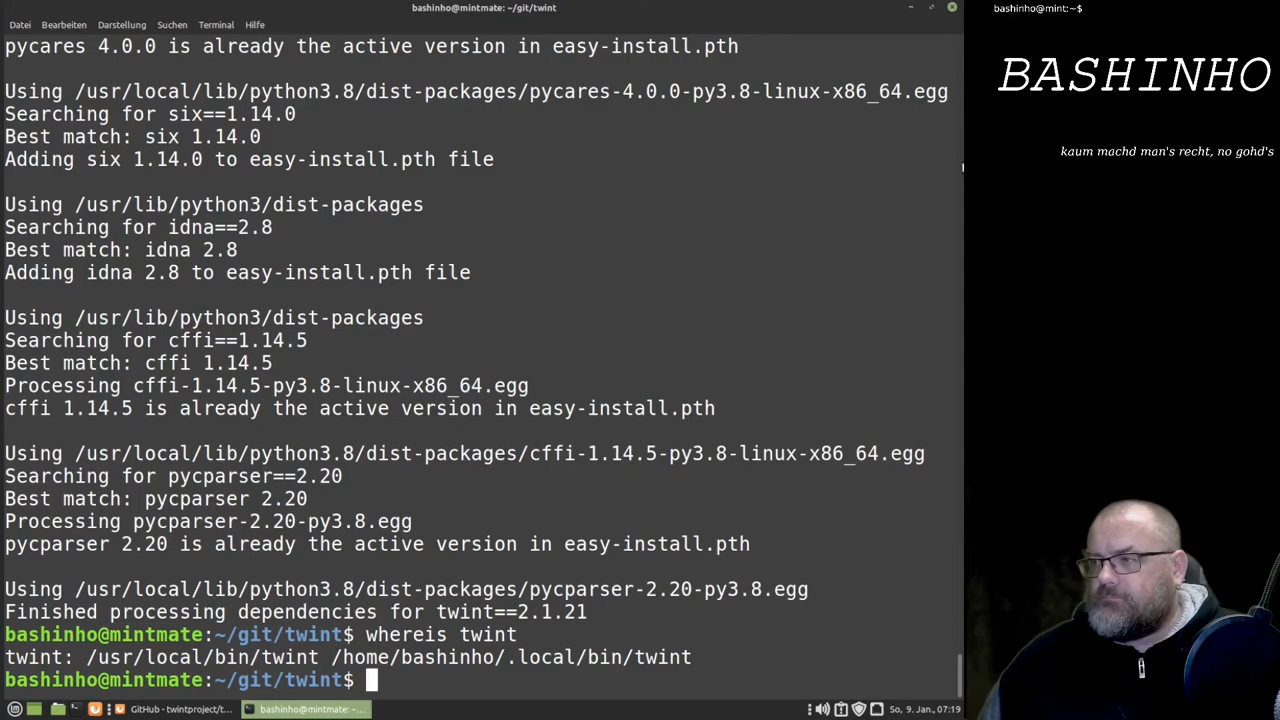 bashinho@mintmate: ~/git/twint
Datei Bearbeiten Darstellung Suchen Terminal Hilfe
pycares 4.0.0 is already the active version in easy-install.pth
Using /usr/local/lib/python3.8/dist-packages/pycares-4.0.0-py3.8-linux-x86_64.egg
Searching for six==1.14.0
Best match: six 1.14.0
Adding six 1.14.0 to easy-install.pth file
Using /usr/lib/python3/dist-packages
Searching for idna==2.8
Best match: idna 2.8
Adding idna 2.8 to easy-install.pth file
Using /usr/lib/python3/dist-packages
Searching for cffi==1.14.5
Best match: cffi 1.14.5
Processing cffi-1.14.5-py3.8-linux-x86_64.egg
cffi 1.14.5 is already the active version in easy-install.pth
Using /usr/local/lib/python3.8/dist-packages/cffi-1.14.5-py3.8-linux-x86_64.egg
Searching for pycparser==2.20
Best match: pycparser 2.20
Processing pycparser-2.20-py3.8.egg
pycparser 2.20 is already the active version in easy-install.pth
Using /usr/local/lib/python3.8/dist-packages/pycparser-2.20-py3.8.egg
Finished processing dependencies for twint==2.1.21
bashinho@mintmate:~/git/twint$ whereis twint
twint: /usr/local/bin/twint /home/bashinho/.local/bin/twint
bashinho@mintmate:~/git/twint$
GitHub - twintproject/t...
bashinho@mintmate: ~...
So, 9. Jan., 07:19
bashinho@mint:~$
BASHINHO
kaum machd man's recht, no gohd's